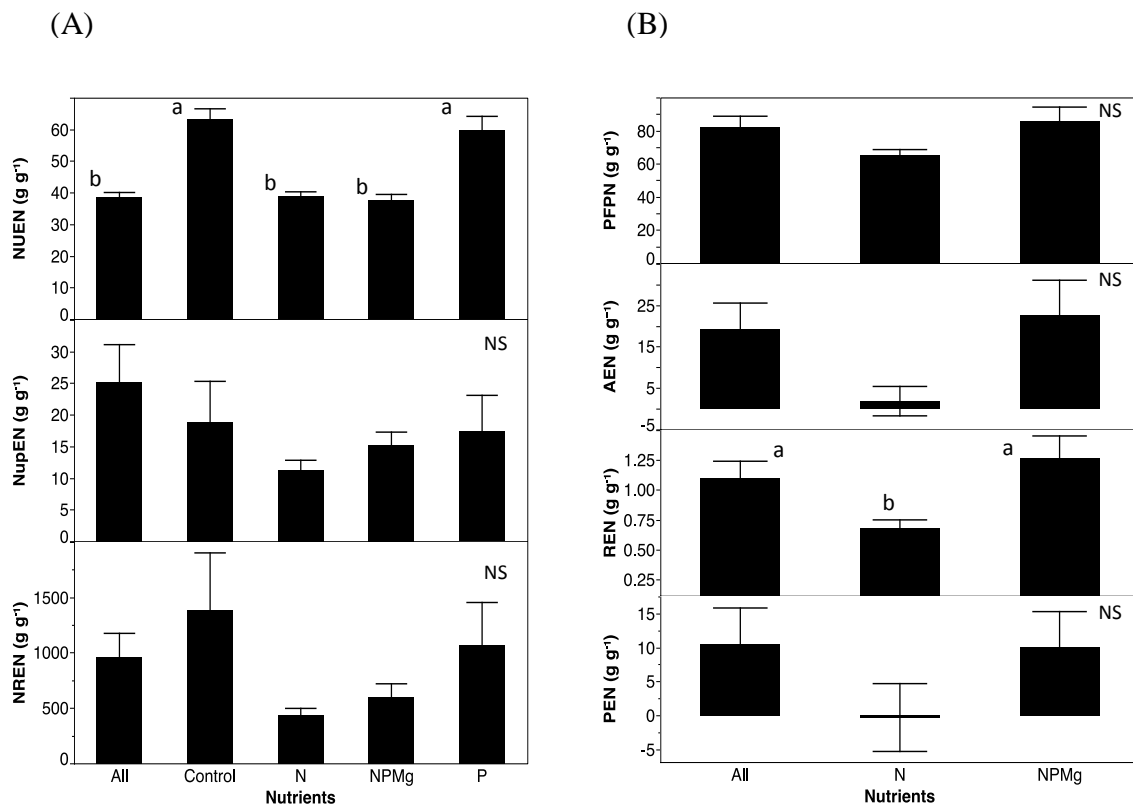 (A)
(B)
NUEN (g g⁻¹)
60
50
40
30
20
10
0
b
a
b
b
a
NupEN (g g⁻¹)
30
25
20
15
10
5
0
NS
NREN (g g⁻¹)
1500
1000
500
0
NS
All
Control
N
NPMg
P
Nutrients
PFPN (g g⁻¹)
80
60
40
20
0
NS
AEN (g g⁻¹)
25
15
5
-5
NS
REN (g g⁻¹)
1.25
1.00
0.75
0.50
0.25
a
b
a
PEN (g g⁻¹)
15
10
5
0
-5
NS
All
N
NPMg
Nutrients